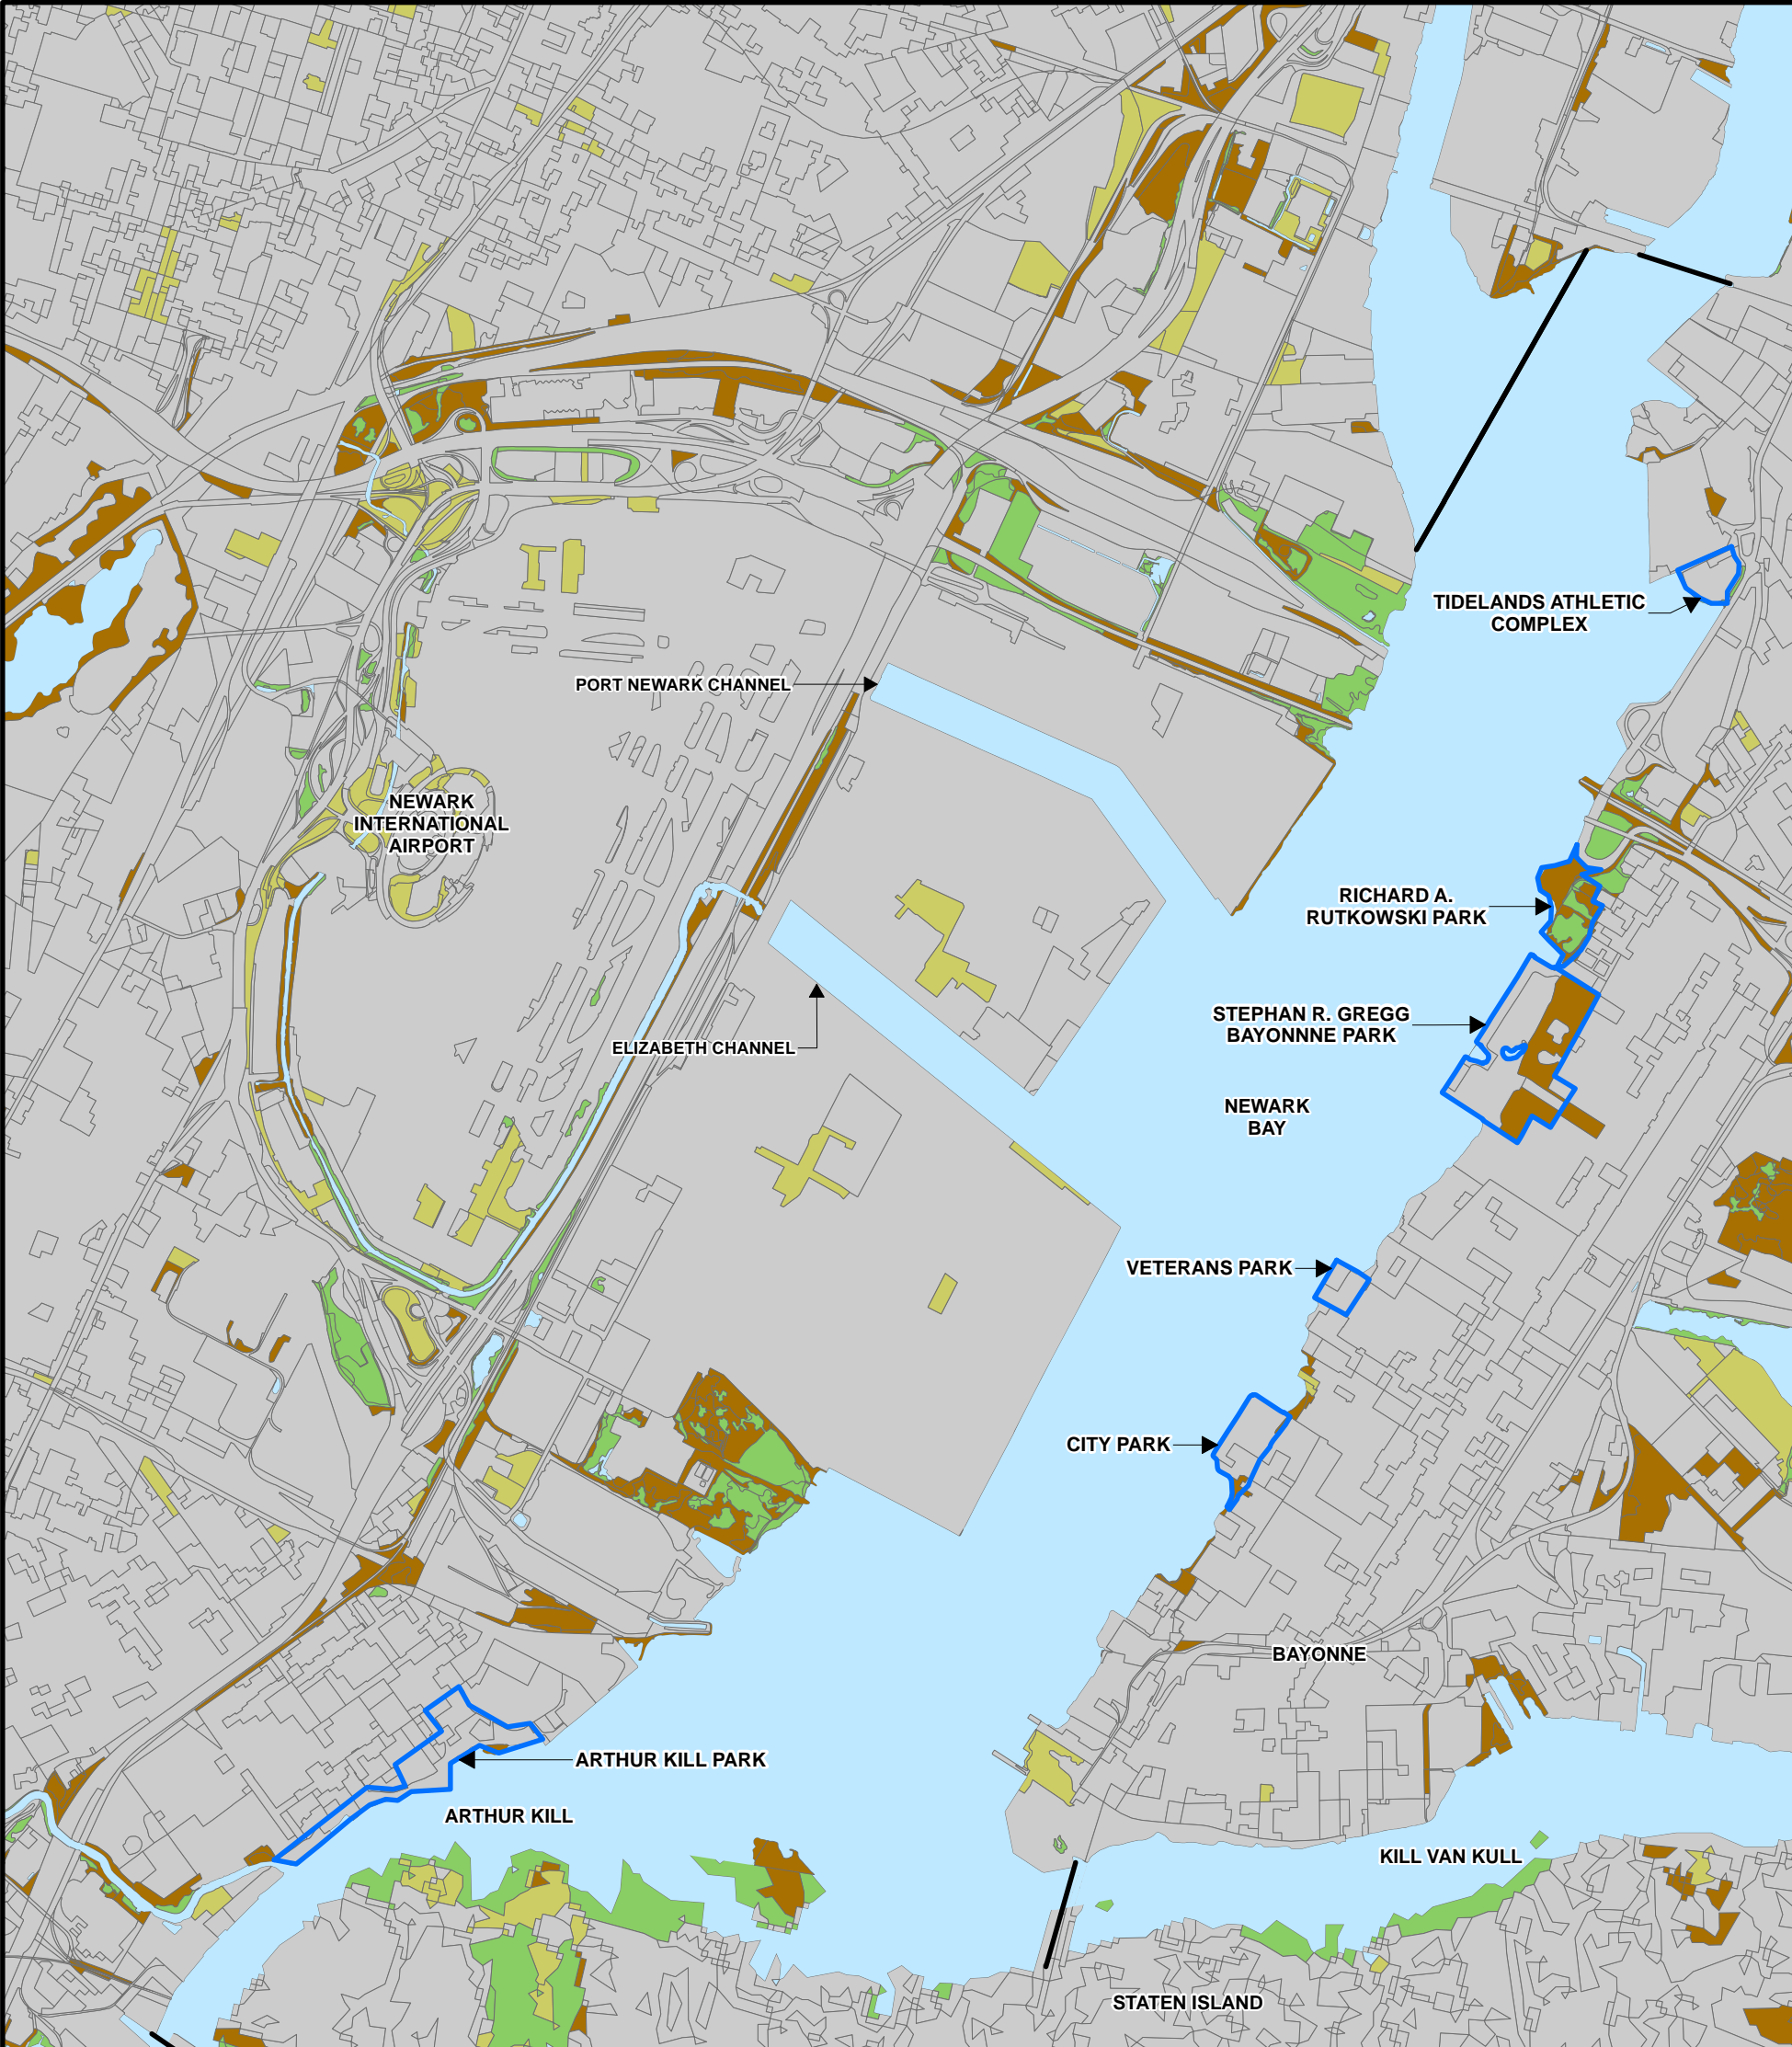 TIDELANDS ATHLETIC
COMPLEX
PORT NEWARK CHANNEL
NEWARK
INTERNATIONAL
AIRPORT
RICHARD A.
RUTKOWSKI PARK
STEPHAN R. GREGG
BAYONNNE PARK
ELIZABETH CHANNEL
NEWARK
BAY
VETERANS PARK
CITY PARK
BAYONNE
ARTHUR KILL PARK
ARTHUR KILL
KILL VAN KULL
STATEN ISLAND